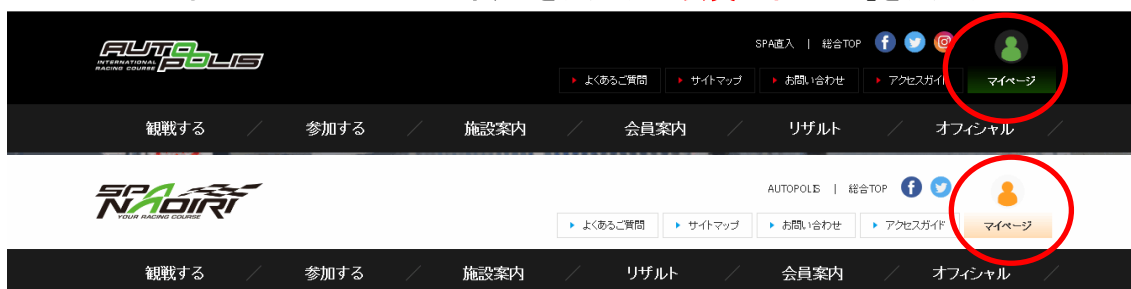 AUTOPOLIS
INTERNATIONAL
RACING COURSE
SPA直入 | 総合TOP
よくあるご質問 サイトマップ お問い合わせ アクセスガイド マイページ
観戦する / 参加する / 施設案内 / 会員案内 / リザルト / オフィシャル /
SPA
NAOIRI
YOUR RACING COURSE
AUTOPOLIS | 総合TOP
よくあるご質問 サイトマップ お問い合わせ アクセスガイド マイページ
観戦する / 参加する / 施設案内 / リザルト / 会員案内 / オフィシャル /